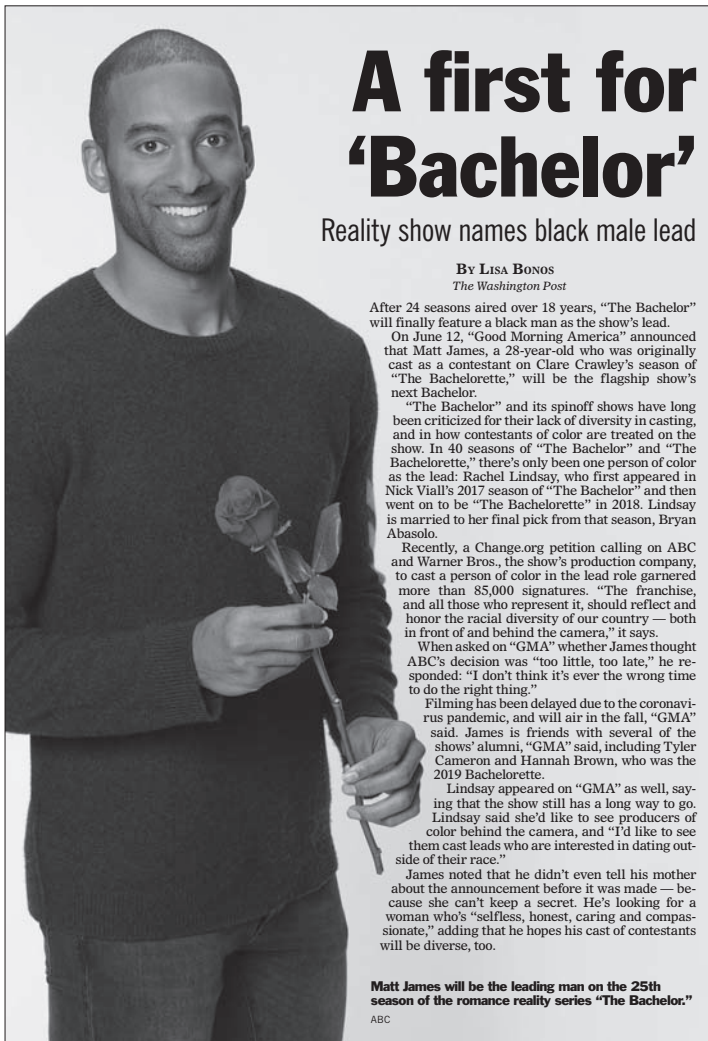 A first for
‘Bachelor’
Reality show names black male lead
By Lisa Bonos
The Washington Post
After 24 seasons aired over 18 years, “The Bachelor”
will finally feature a black man as the show’s lead.
On June 12, “Good Morning America” announced
that Matt James, a 28-year-old who was originally
cast as a contestant on Clare Crawley’s season of
“The Bachelorette,” will be the flagship show’s
next Bachelor.
“The Bachelor” and its spinoff shows have long
been criticized for their lack of diversity in casting,
and in how contestants of color are treated on the
show. In 40 seasons of “The Bachelor” and “The
Bachelorette,” there’s only been one person of color
as the lead: Rachel Lindsay, who first appeared in
Nick Viall’s 2017 season of “The Bachelor” and then
went on to be “The Bachelorette” in 2018. Lindsay
is married to her final pick from that season, Bryan
Abasolo.
Recently, a Change.org petition calling on ABC
and Warner Bros., the show’s production company,
to cast a person of color in the lead role garnered
more than 85,000 signatures. “The franchise,
and all those who represent it, should reflect and
honor the racial diversity of our country — both
in front of and behind the camera,” it says.
When asked on “GMA” whether James thought
ABC’s decision was “too little, too late,” he re-
sponded: “I don’t think it’s ever the wrong time
to do the right thing.”
Filming has been delayed due to the coronavi-
rus pandemic, and will air in the fall, “GMA”
said. James is friends with several of the
shows’ alumni, “GMA” said, including Tyler
Cameron and Hannah Brown, who was the
2019 Bachelorette.
Lindsay appeared on “GMA” as well, say-
ing that the show still has a long way to go.
Lindsay said she’d like to see producers of
color behind the camera, and “I’d like to see
them cast leads who are interested in dating out-
side of their race.”
James noted that he didn’t even tell his mother
about the announcement before it was made — be-
cause she can’t keep a secret. He’s looking for a
woman who’s “selfless, honest, caring and compas-
sionate,” adding that he hopes his cast of contestants
will be diverse, too.
Matt James will be the leading man on the 25th
season of the romance reality series “The Bachelor.”
ABC